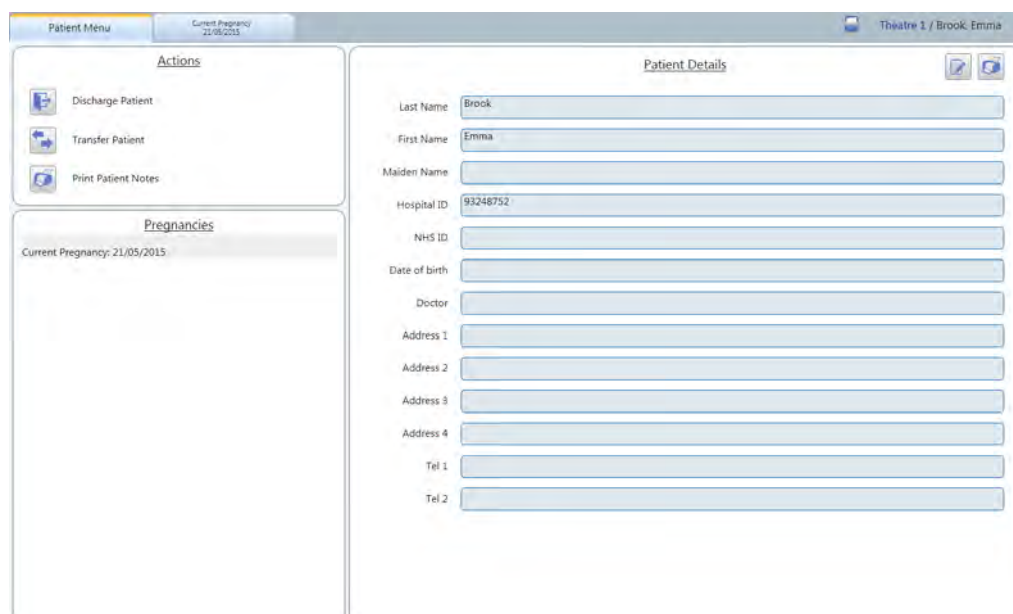 Patient Menu
Current Pregnancy
21/05/2015
Theatre 1 / Brook, Emma
Actions
Discharge Patient
Transfer Patient
Print Patient Notes
Pregnancies
Current Pregnancy: 21/05/2015
Patient Details
Last Name Brook
First Name Emma
Maiden Name
Hospital ID 93248752
NHS ID
Date of birth
Doctor
Address 1
Address 2
Address 3
Address 4
Tel 1
Tel 2